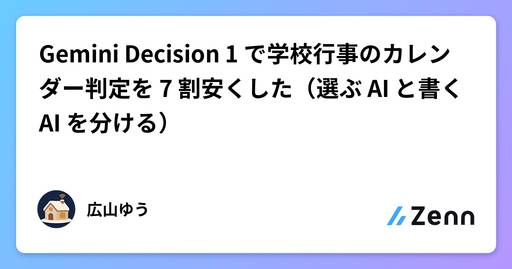 Gemini Decision 1 で学校行事のカレン
ダー判定を 7 割安くした（選ぶ AI と書く
AI を分ける）
広山ゆう
Zenn